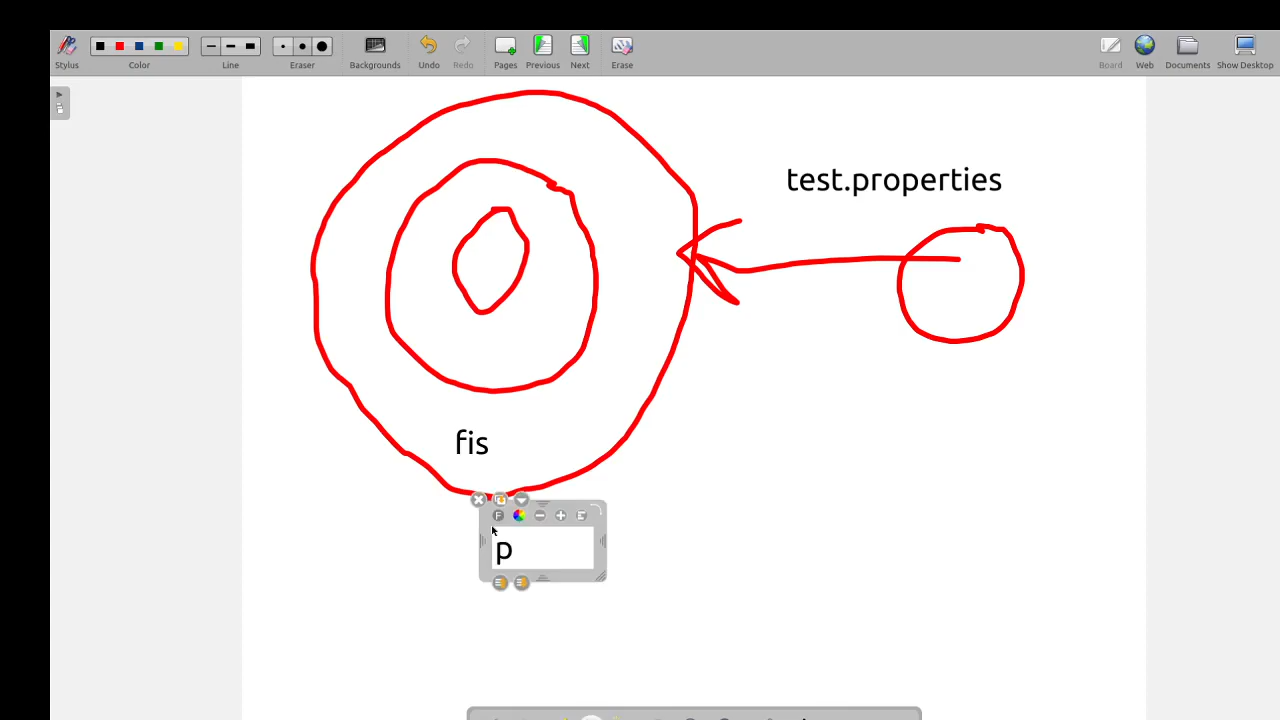 Stylus
Color
Line
Eraser
Backgrounds
Undo
Redo
Pages
Previous
Next
Erase
Board
Web
Documents
Show Desktop
test.properties
fis
F
p